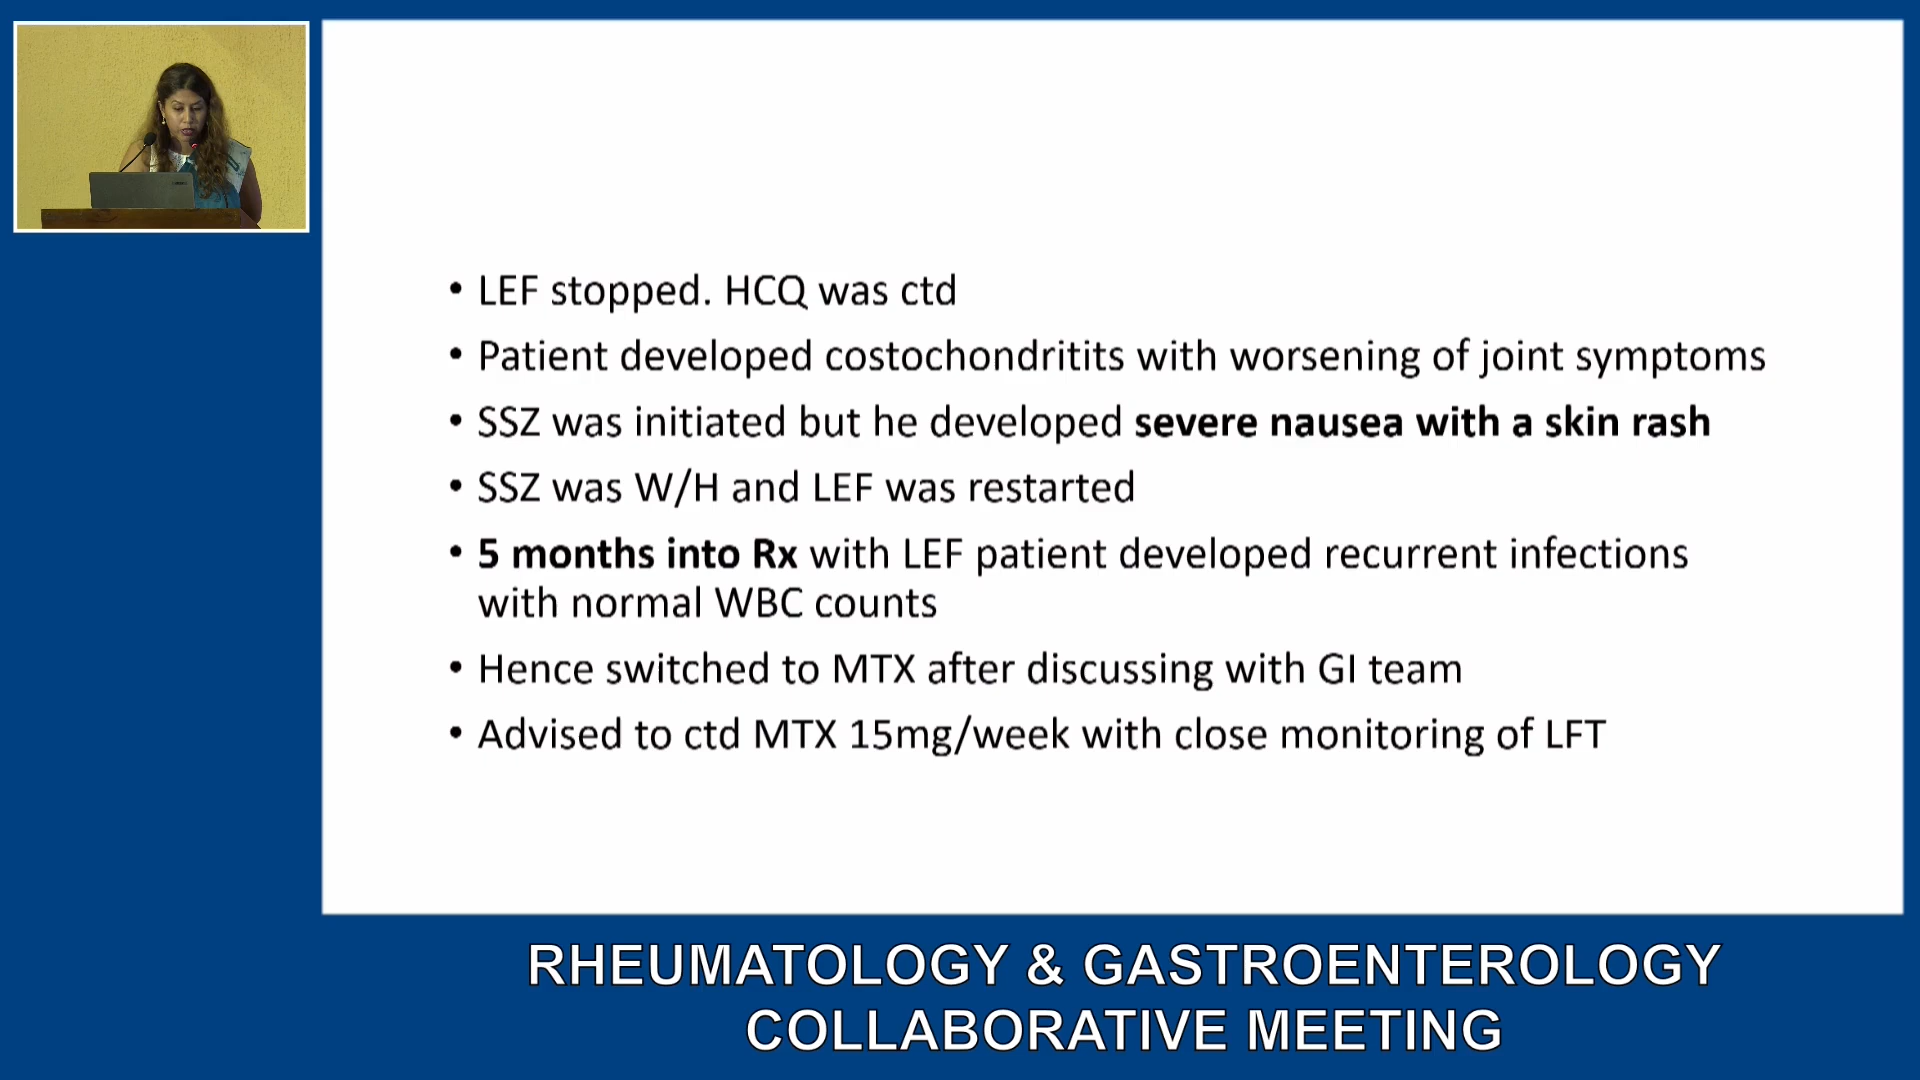 • LEF stopped. HCQ was ctd
• Patient developed costochondritits with worsening of joint symptoms
• SSZ was initiated but he developed severe nausea with a skin rash
• SSZ was W/H and LEF was restarted
• 5 months into Rx with LEF patient developed recurrent infections
with normal WBC counts
• Hence switched to MTX after discussing with GI team
• Advised to ctd MTX 15mg/week with close monitoring of LFT
RHEUMATOLOGY & GASTROENTEROLOGY
COLLABORATIVE MEETING